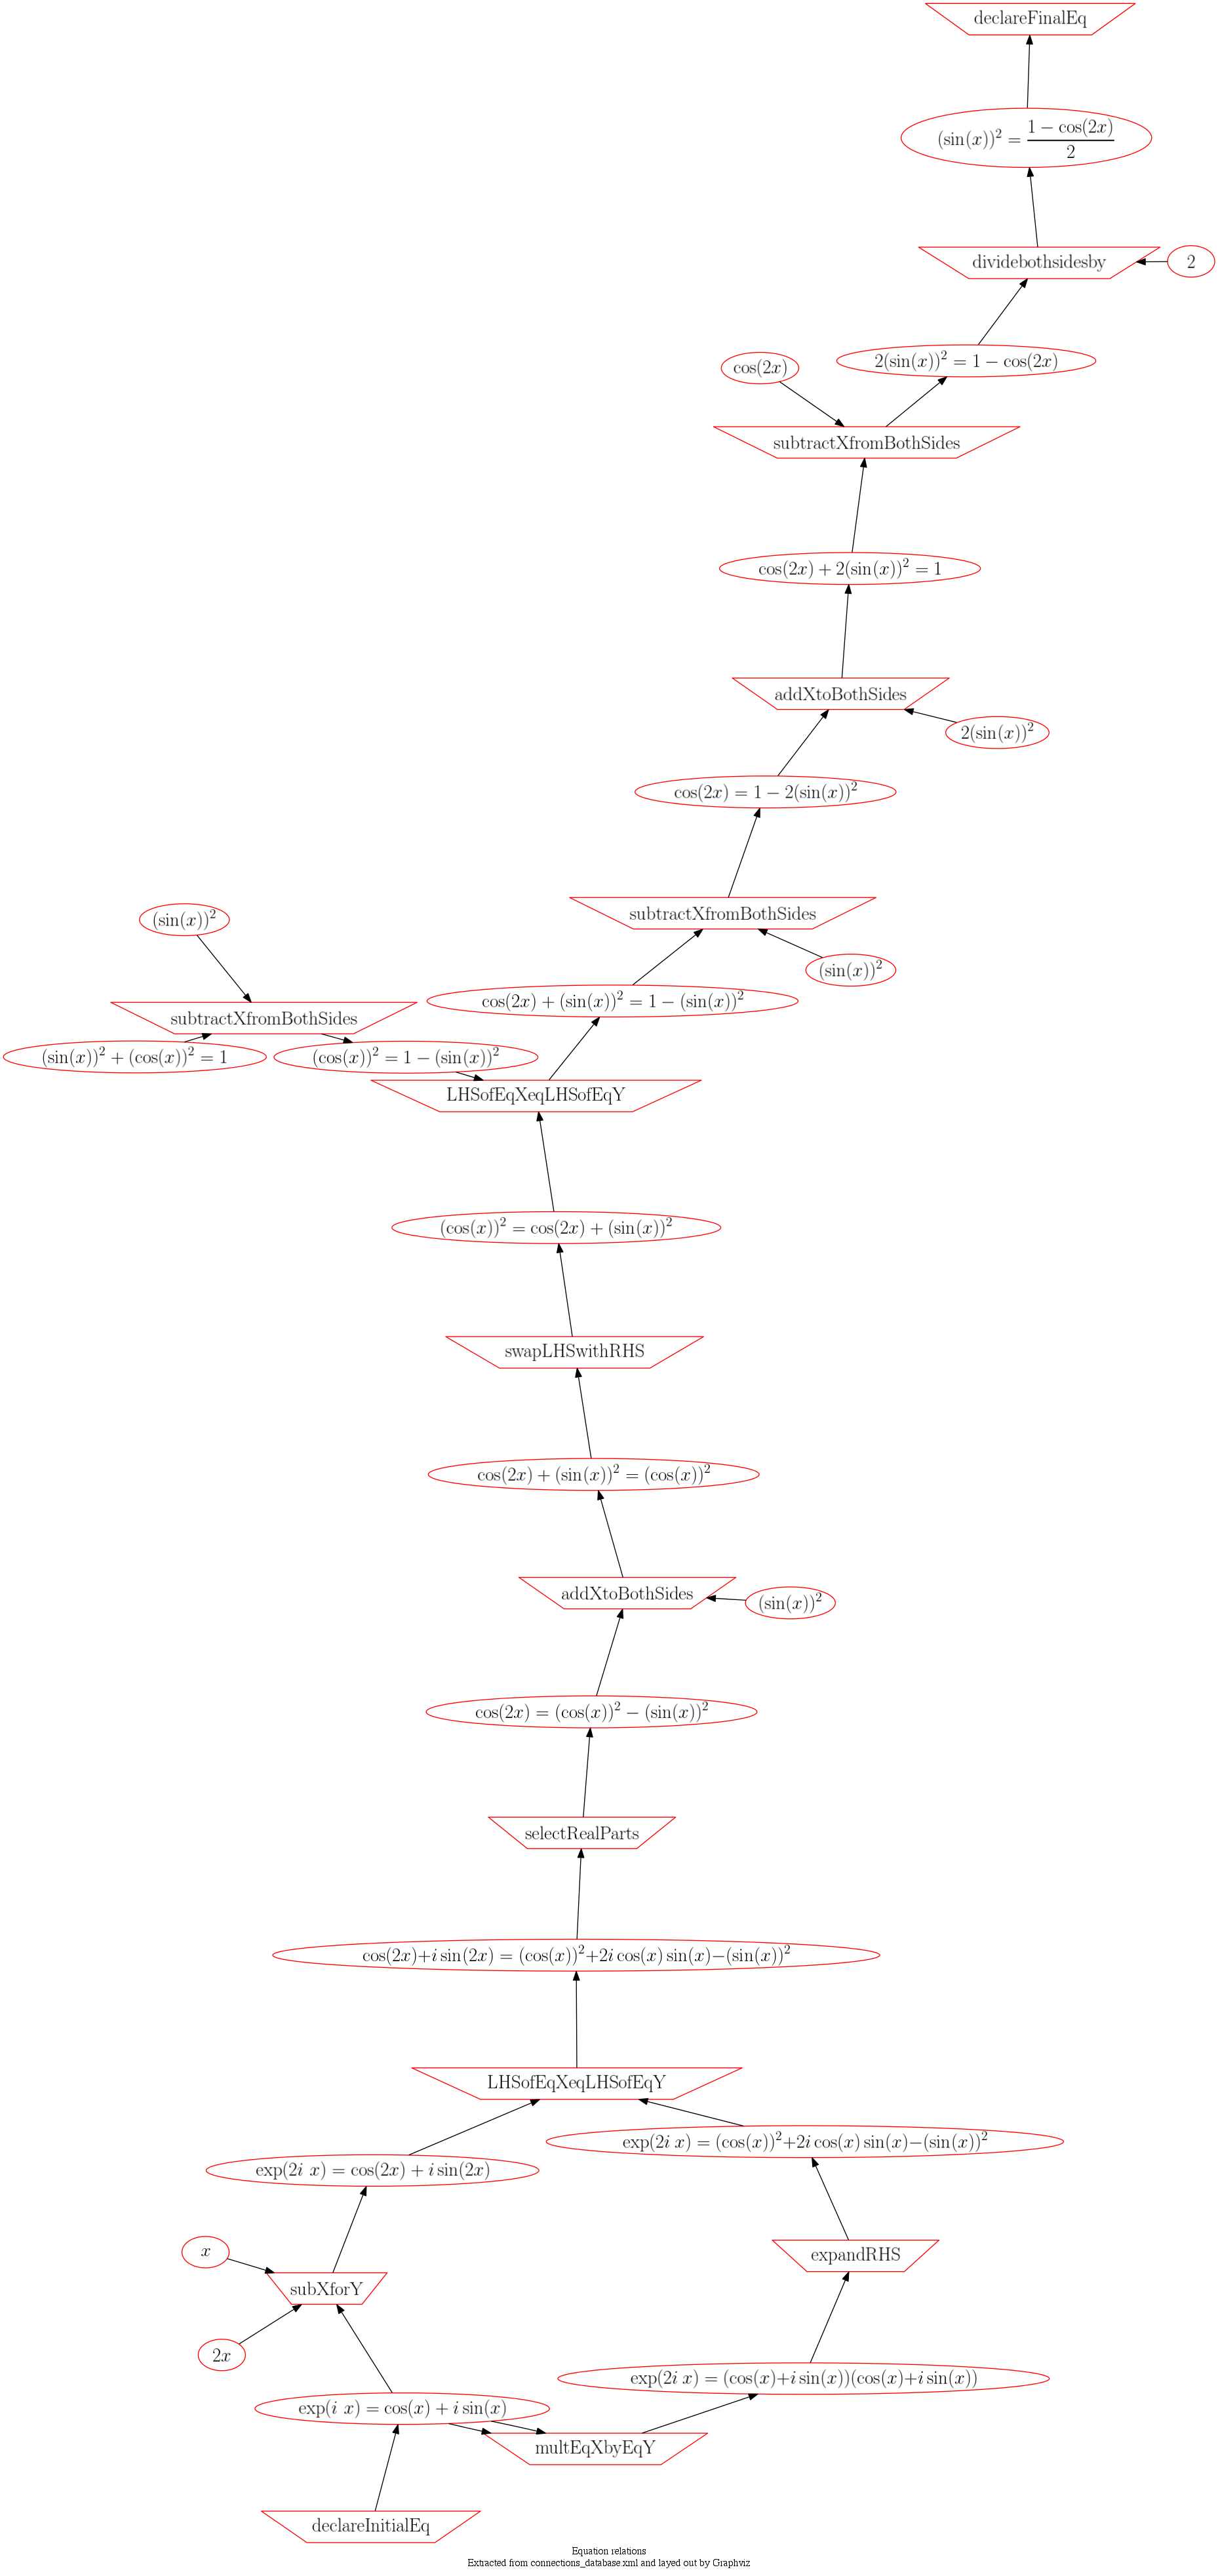 declareFinalEq
(sin(x))² = (1 − cos(2x))/2
dividebothsidesby
2
2(sin(x))² = 1 − cos(2x)
cos(2x)
subtractXfromBothSides
cos(2x) + 2(sin(x))² = 1
addXtoBothSides
2(sin(x))²
cos(2x) = 1 − 2(sin(x))²
subtractXfromBothSides
(sin(x))²
(sin(x))²
cos(2x) + (sin(x))² = 1 − (sin(x))²
subtractXfromBothSides
(sin(x))² + (cos(x))² = 1
(cos(x))² = 1 − (sin(x))²
LHSofEqXeqLHSofEqY
(cos(x))² = cos(2x) + (sin(x))²
swapLHSwithRHS
cos(2x) + (sin(x))² = (cos(x))²
addXtoBothSides
(sin(x))²
cos(2x) = (cos(x))² − (sin(x))²
selectRealParts
cos(2x)+i sin(2x) = (cos(x))²+2i cos(x) sin(x)−(sin(x))²
LHSofEqXeqLHSofEqY
exp(2i x) = (cos(x))²+2i cos(x) sin(x)−(sin(x))²
exp(2i x) = cos(2x) + i sin(2x)
x
expandRHS
subXforY
2x
exp(2i x) = (cos(x)+i sin(x))(cos(x)+i sin(x))
exp(i x) = cos(x) + i sin(x)
multEqXbyEqY
declareInitialEq
Equation relations
Extracted from connections_database.xml and layed out by Graphviz